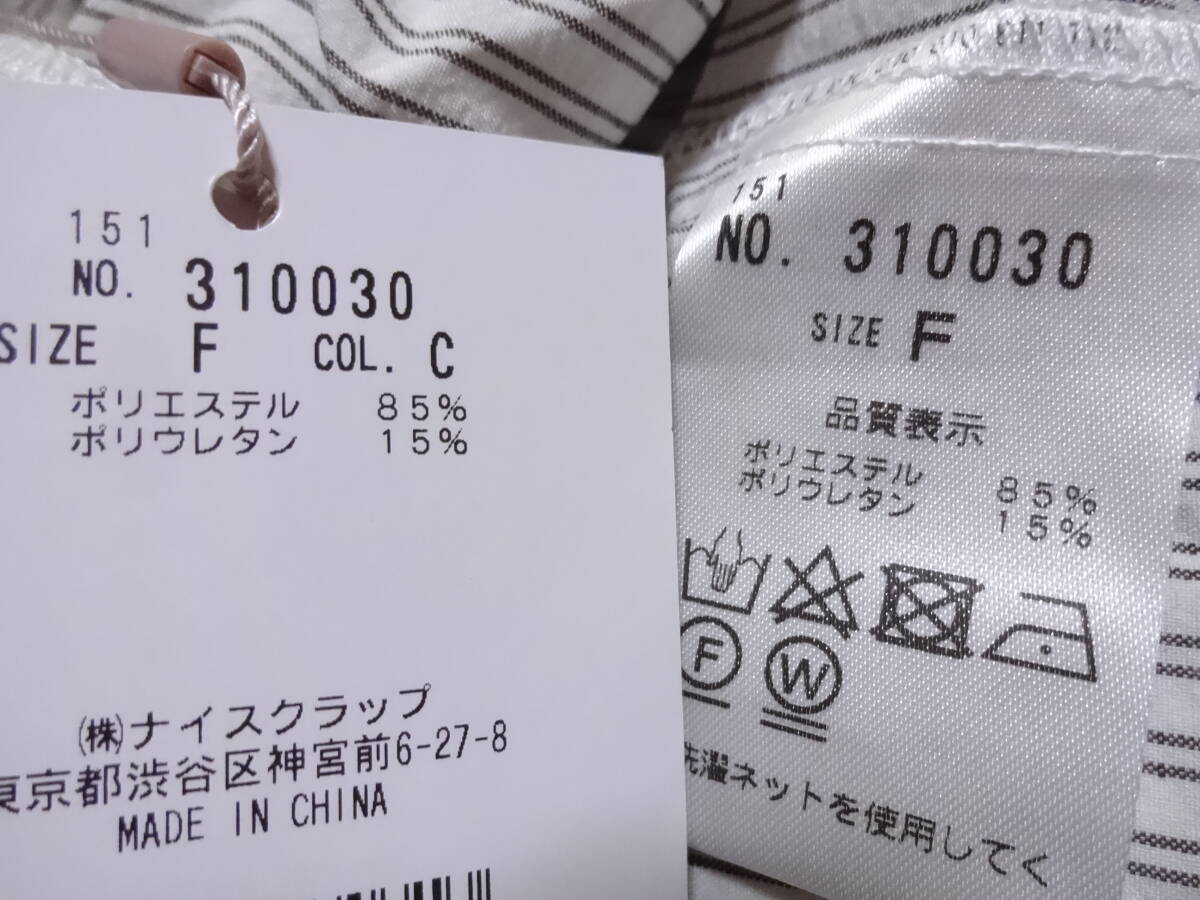 151
NO. 310030
SIZE F COL. C
ポリエステル 85%
ポリウレタン 15%
(株)ナイスクラップ
東京都渋谷区神宮前6-27-8
MADE IN CHINA
151
NO. 310030
SIZE F
品質表示
ポリエステル 85%
ポリウレタン 15%
F W
洗濯ネットを使用してく